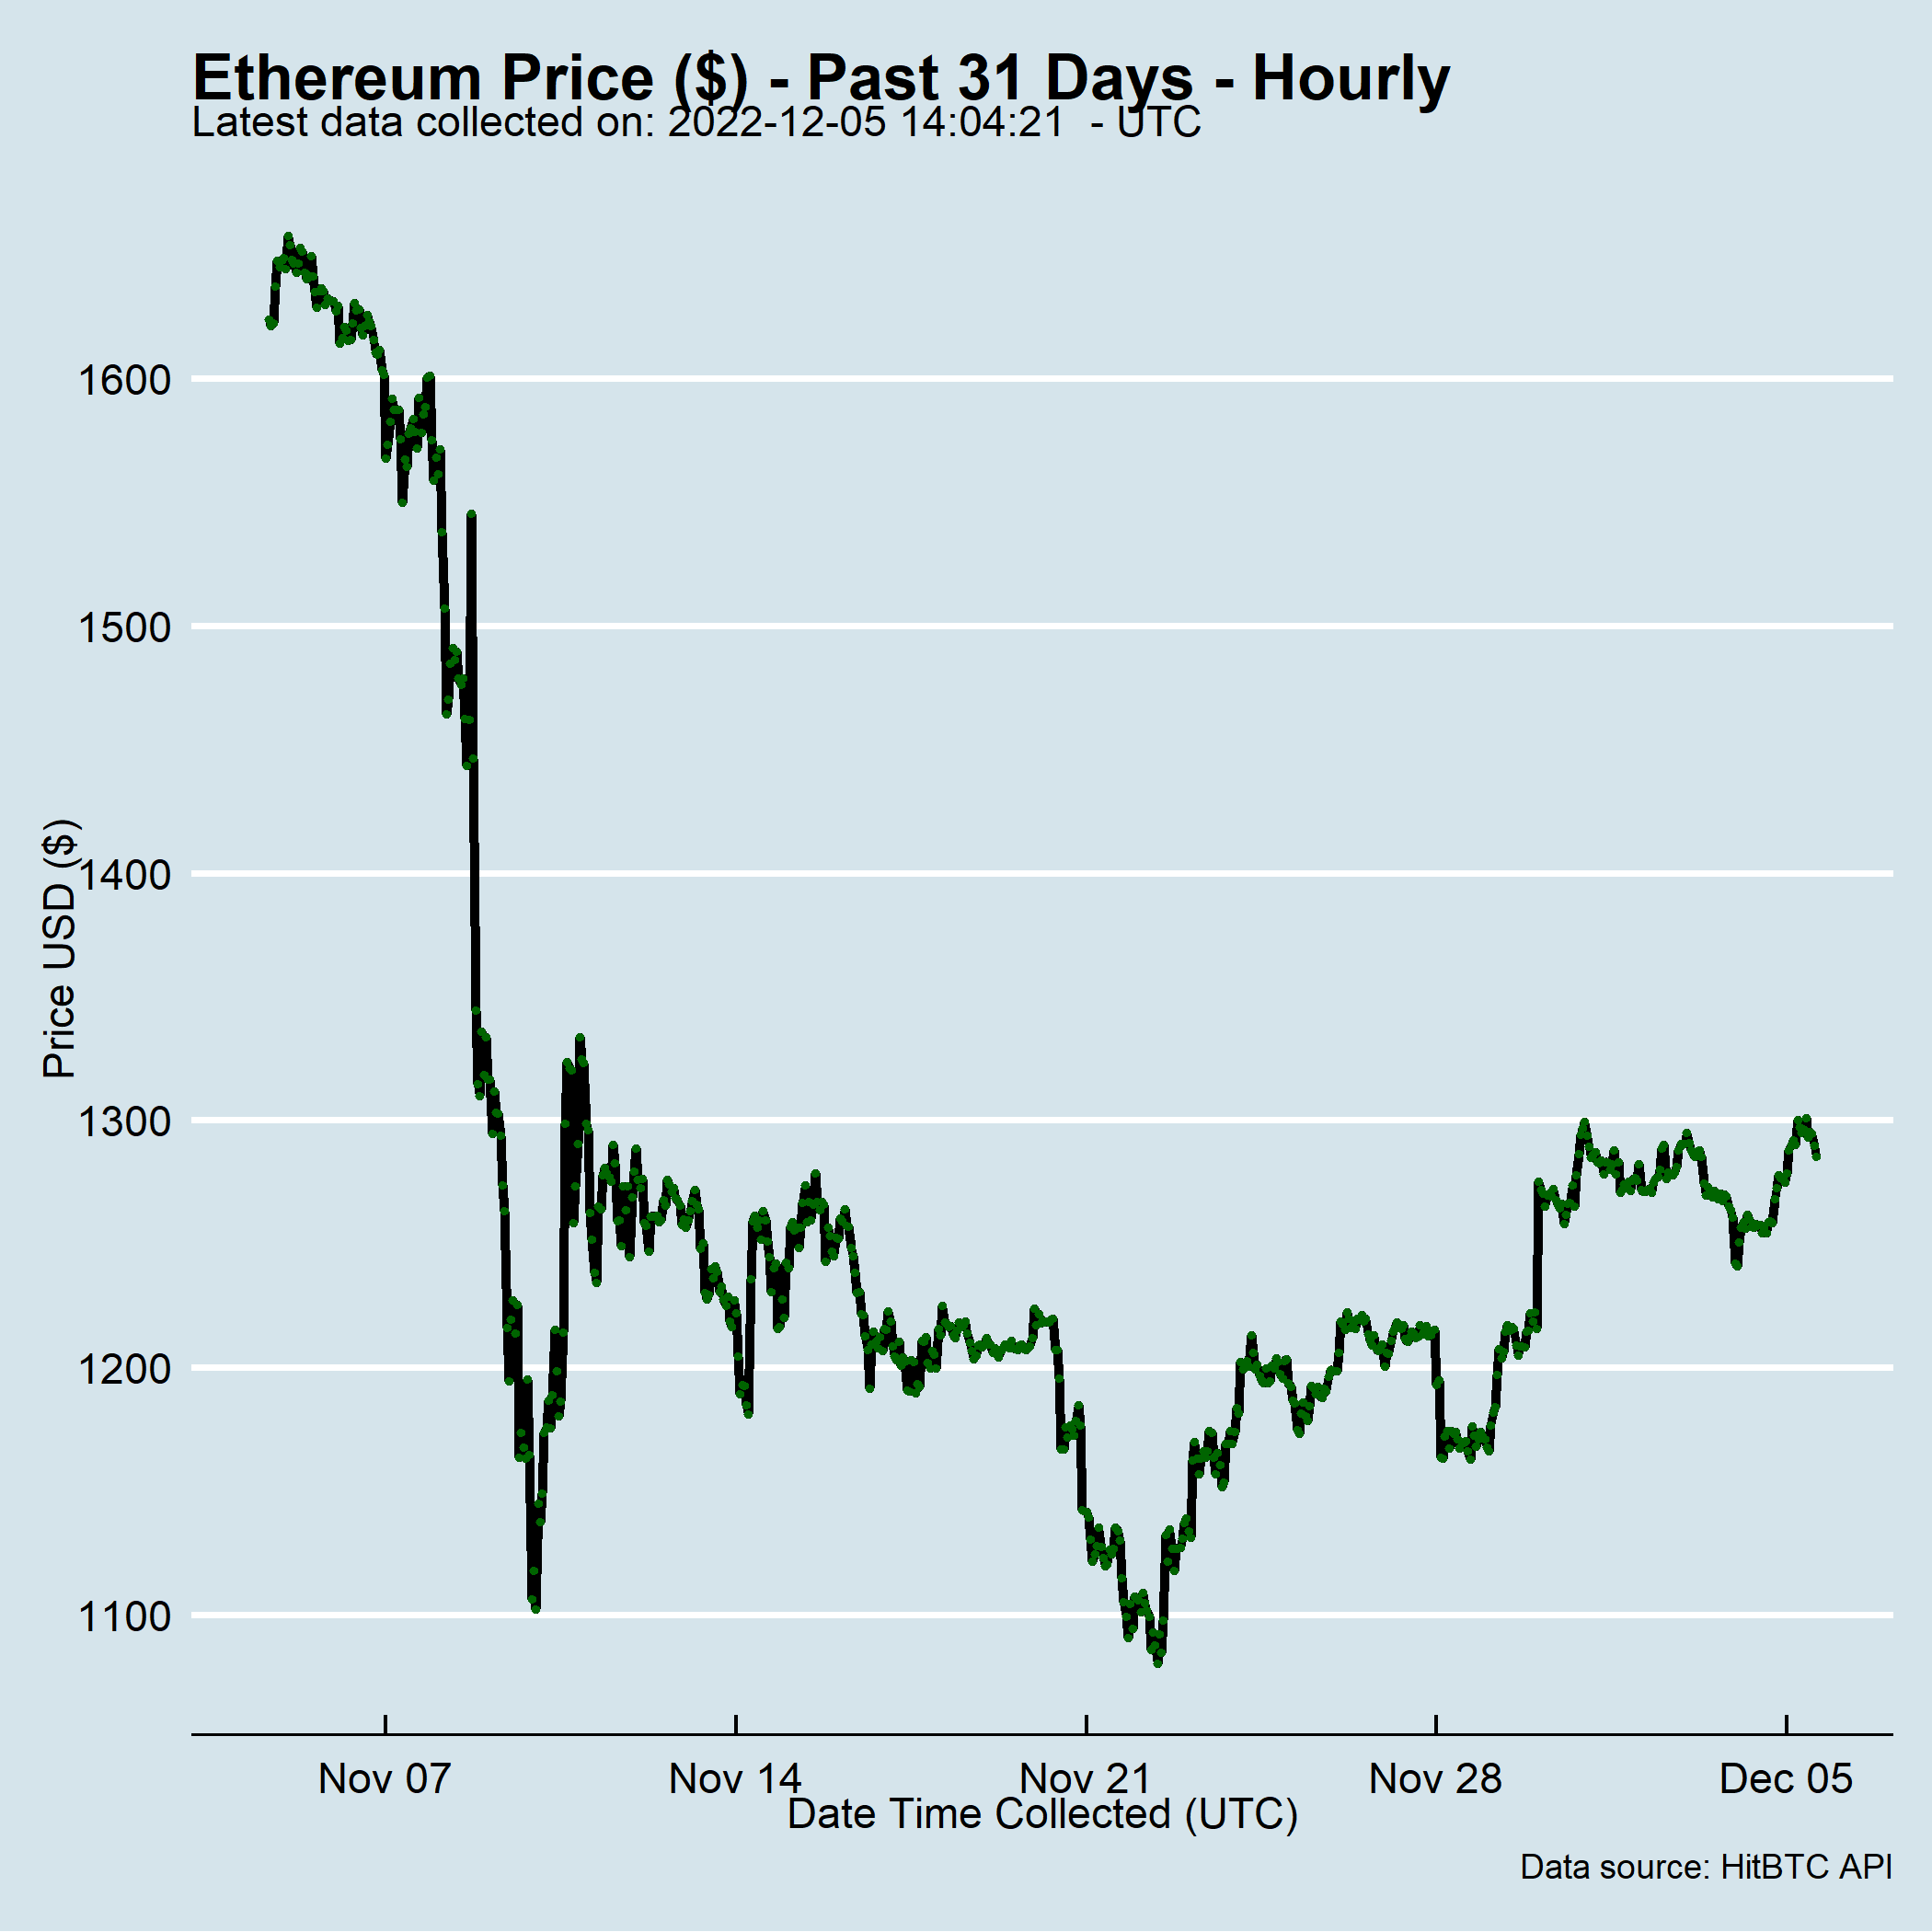 Ethereum Price ($) - Past 31 Days - Hourly
Latest data collected on: 2022-12-05 14:04:21  - UTC
Price USD ($)
1600
1500
1400
1300
1200
1100
Nov 07
Nov 14
Nov 21
Nov 28
Dec 05
Date Time Collected (UTC)
Data source: HitBTC API